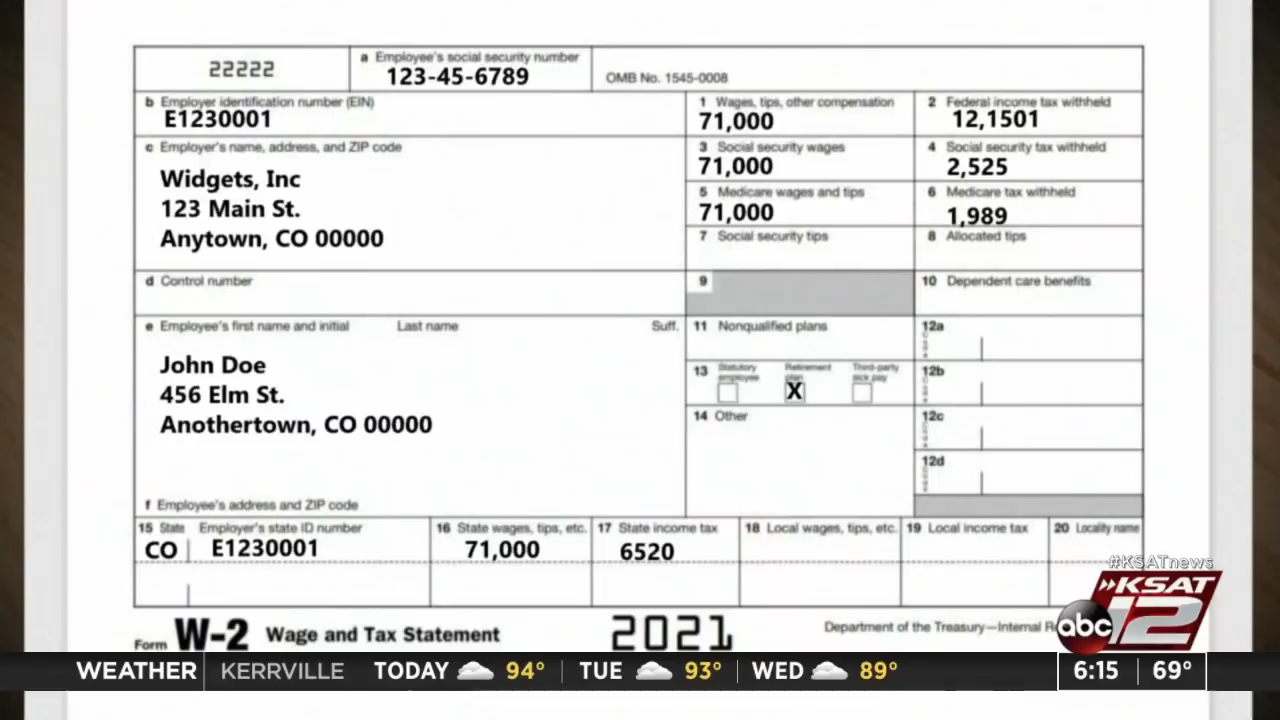 22222
a Employee's social security number
123-45-6789
OMB No. 1545-0008
b Employer identification number (EIN)
E1230001
1 Wages, tips, other compensation
71,000
2 Federal income tax withheld
12,1501
c Employer's name, address, and ZIP code
Widgets, Inc
123 Main St.
Anytown, CO 00000
3 Social security wages
71,000
4 Social security tax withheld
2,525
5 Medicare wages and tips
71,000
6 Medicare tax withheld
1,989
7 Social security tips
8 Allocated tips
d Control number
9
10 Dependent care benefits
e Employee's first name and initial Last name Suff.
John Doe
456 Elm St.
Anothertown, CO 00000
11 Nonqualified plans
12a
13 Statutory employee
Retirement plan
Third-party sick pay
X
12b
14 Other
12c
12d
f Employee's address and ZIP code
15 State Employer's state ID number
CO E1230001
16 State wages, tips, etc.
71,000
17 State income tax
6520
18 Local wages, tips, etc.
19 Local income tax
20 Locality name
Form W-2 Wage and Tax Statement
2021
Department of the Treasury—Internal
#KSATnews
KSAT
abc 12
WEATHER KERRVILLE TODAY 94° TUE 93° WED 89° 6:15 69°